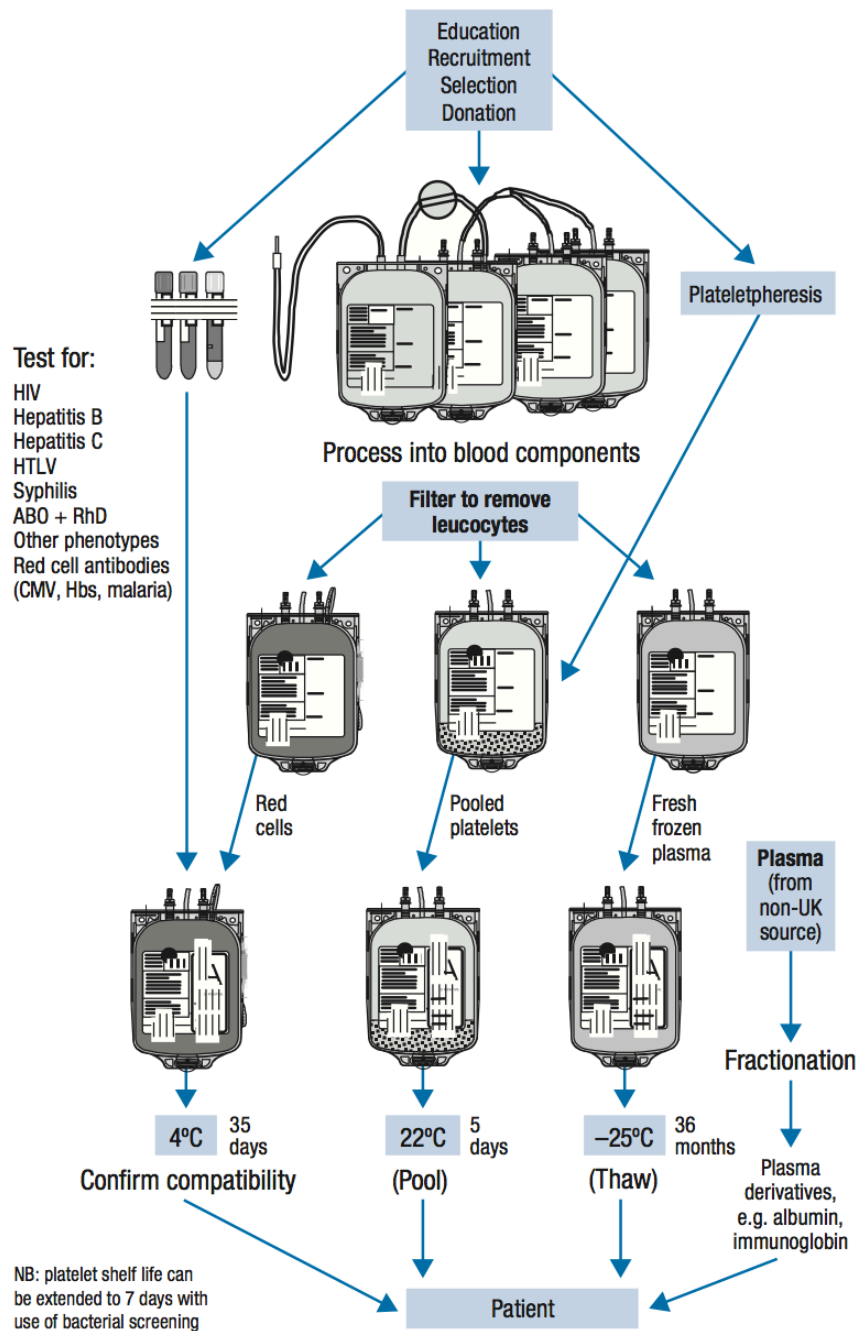 Education
Recruitment
Selection
Donation
Plateletpheresis
Test for:
HIV
Hepatitis B
Hepatitis C
HTLV
Syphilis
ABO + RhD
Other phenotypes
Red cell antibodies
(CMV, Hbs, malaria)
Process into blood components
Filter to remove
leucocytes
Red
cells
Pooled
platelets
Fresh
frozen
plasma
Plasma
(from
non-UK
source)
Fractionation
4ºC
35
days
22ºC
5
days
–25ºC
36
months
Confirm compatibility
(Pool)
(Thaw)
Plasma
derivatives,
e.g. albumin,
immunoglobin
NB: platelet shelf life can
be extended to 7 days with
use of bacterial screening
Patient